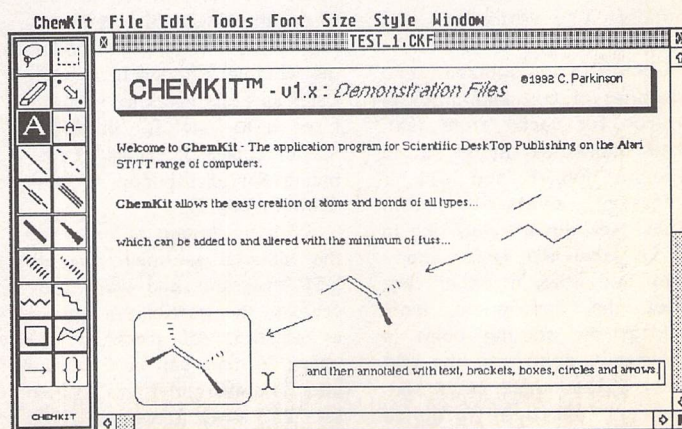 ChemKit File Edit Tools Font Size Style Window
TEST_1.CKF
CHEMKIT™ - v1.x : Demonstration Files ©1992 C. Parkinson
Welcome to ChemKit - The application program for Scientific DeskTop Publishing on the Atari
ST/TT range of computers.
ChemKit allows the easy creation of atoms and bonds of all types...
which can be added to and altered with the minimum of fuss...
and then annotated with text, brackets, boxes, circles and arrows.
A
-A-
{}
CHEMKIT